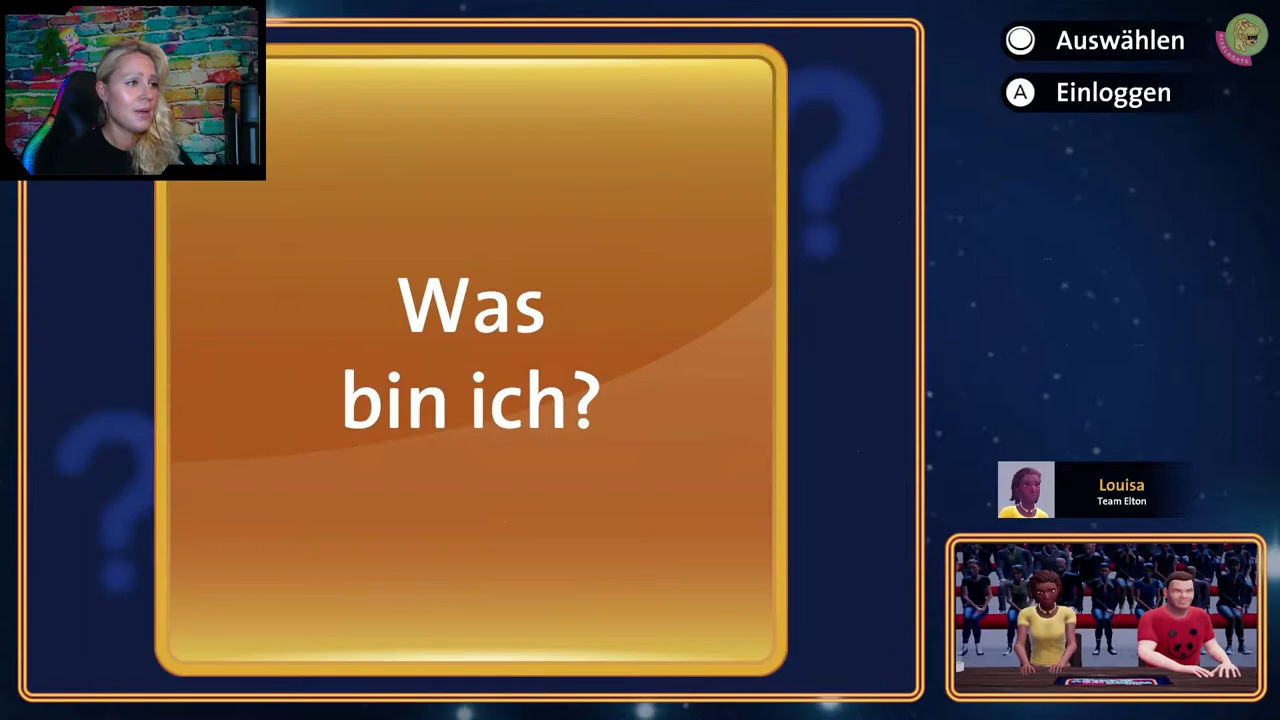 Auswählen
A Einloggen
Was
bin ich?
Louisa
Team Elton